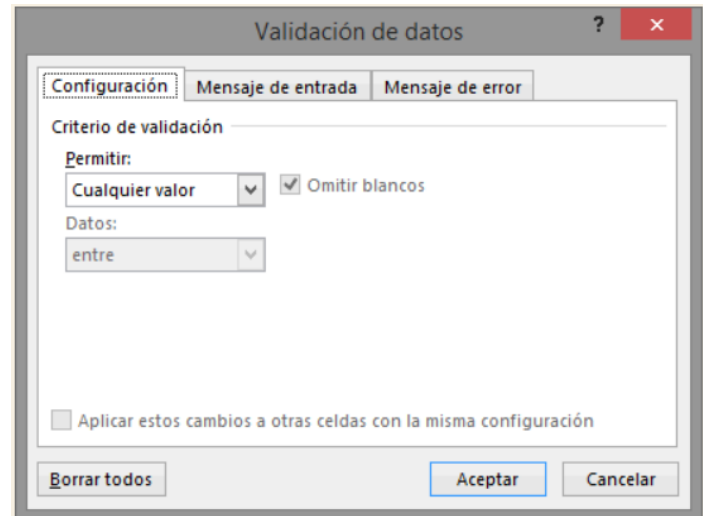 Validación de datos ?
Configuración Mensaje de entrada Mensaje de error
Criterio de validación
Permitir:
Cualquier valor Omitir blancos
Datos:
entre
Aplicar estos cambios a otras celdas con la misma configuración
Borrar todos Aceptar Cancelar